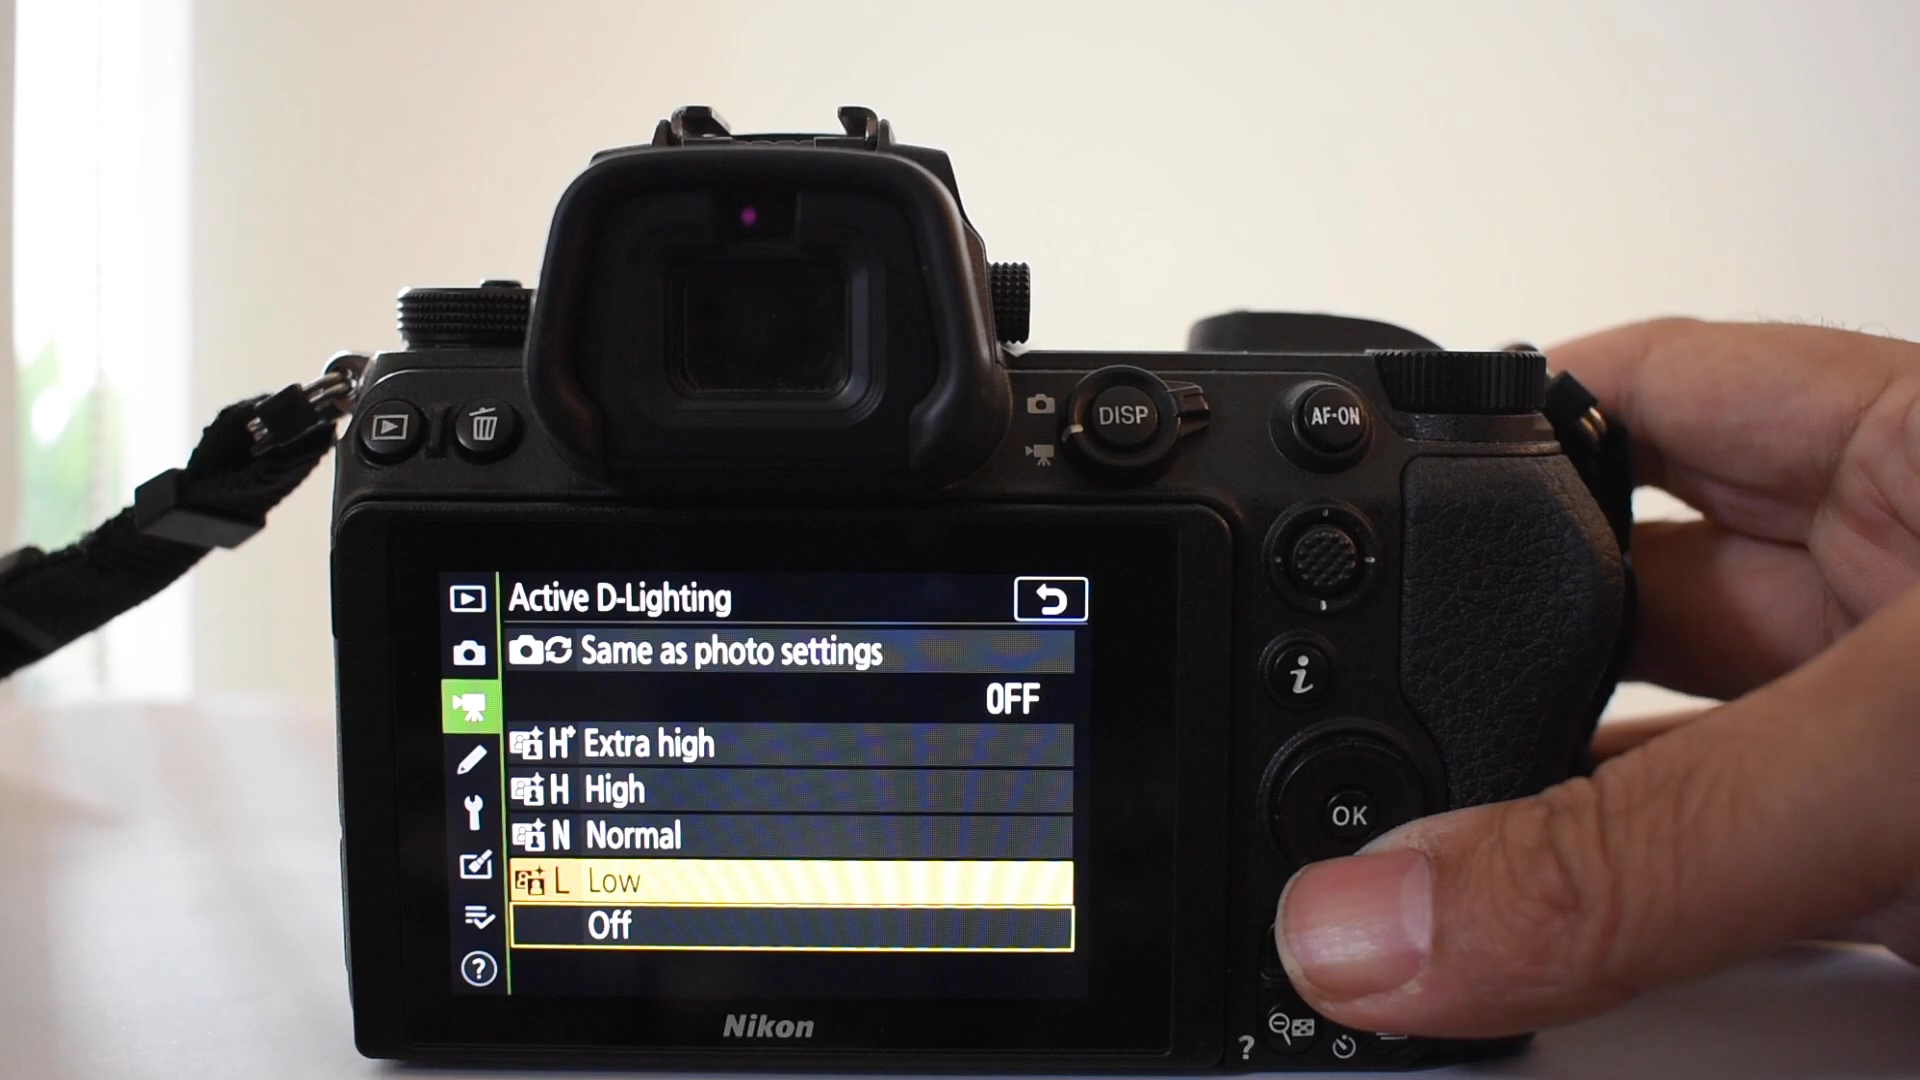 DISP
AF-ON
Active D-Lighting
Same as photo settings
OFF
H+ Extra high
H High
N Normal
L Low
Off
?
i
OK
Nikon
?